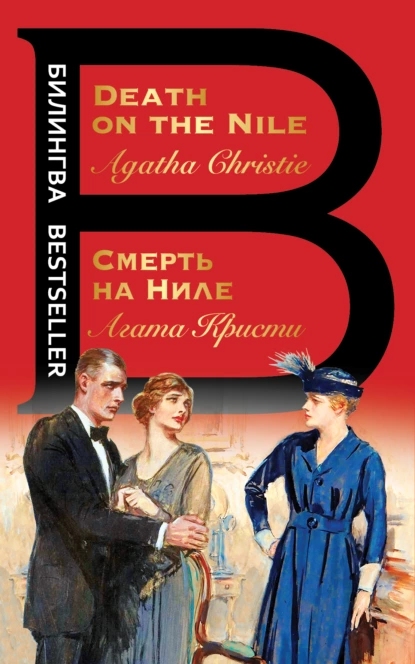 DEATH
ON THE NILE
Agatha Christie
СМЕРТЬ
НА НИЛЕ
Агата Кристи
БИЛИНГВА BESTSELLER
B